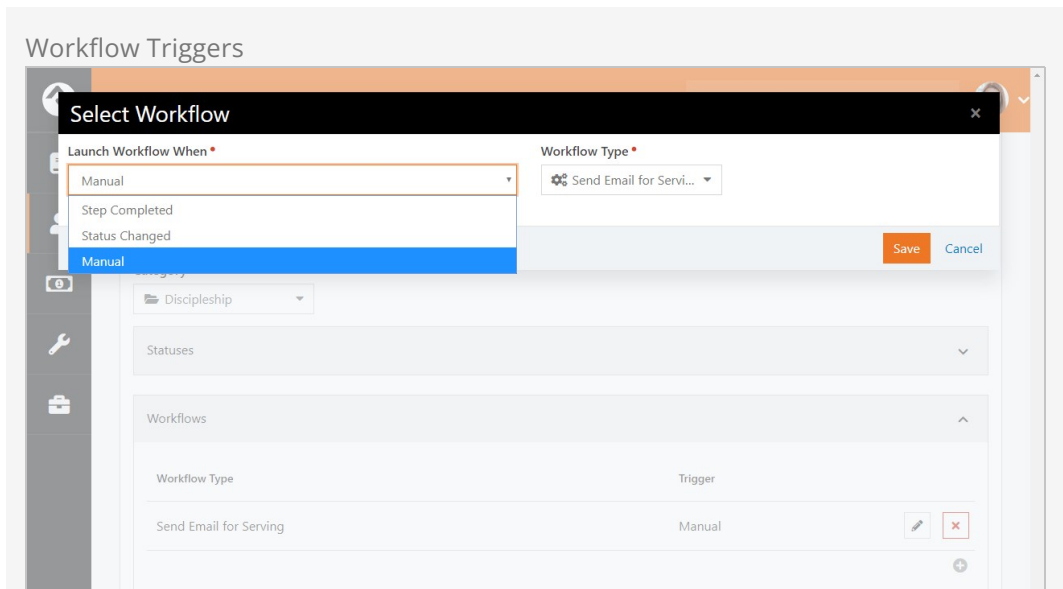 Workflow Triggers
Select Workflow ×
Launch Workflow When • Workflow Type •
Manual Send Email for Servi...
Step Completed
Status Changed
Manual
Save Cancel
Discipleship
Statuses
Workflows
Workflow Type Trigger
Send Email for Serving Manual